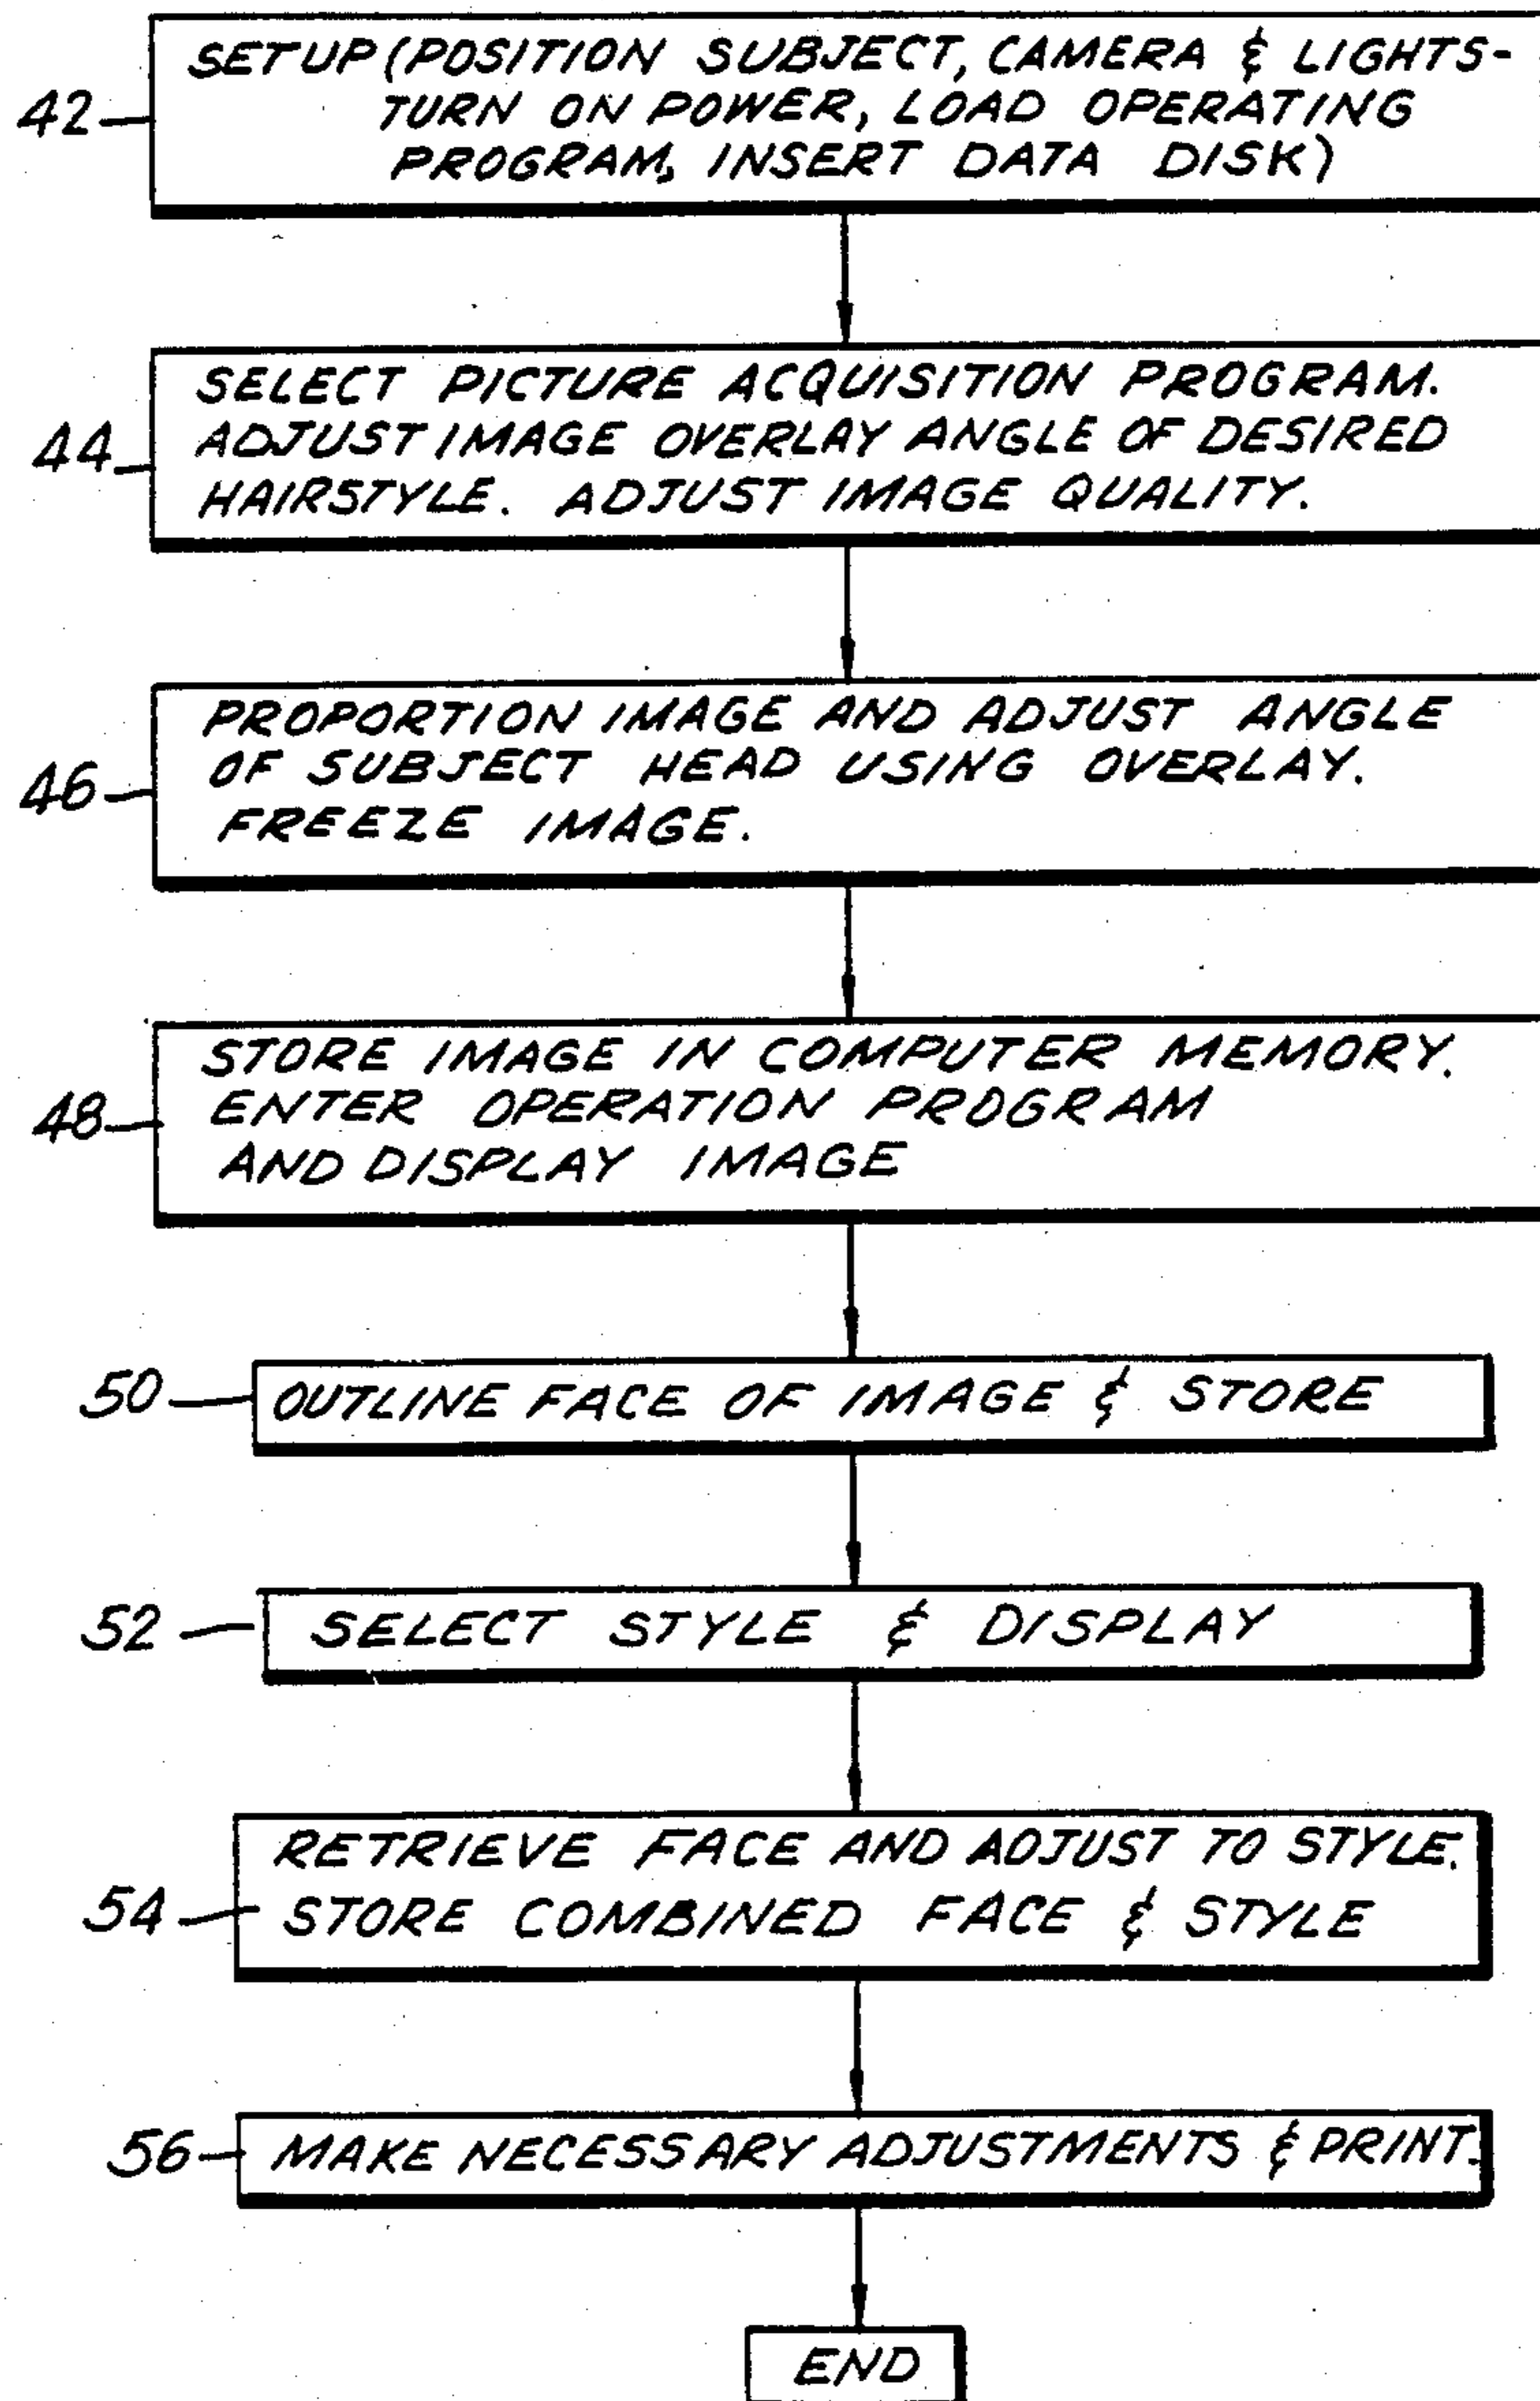 SETUP (POSITION SUBJECT, CAMERA & LIGHTS-
42
TURN ON POWER, LOAD OPERATING
PROGRAM, INSERT DATA DISK)
SELECT PICTURE ACQUISITION PROGRAM.
44
ADJUST IMAGE OVERLAY ANGLE OF DESIRED
HAIRSTYLE. ADJUST IMAGE QUALITY.
PROPORTION IMAGE AND ADJUST ANGLE
46
OF SUBJECT HEAD USING OVERLAY.
FREEZE IMAGE.
STORE IMAGE IN COMPUTER MEMORY.
48
ENTER OPERATION PROGRAM
AND DISPLAY IMAGE
50
OUTLINE FACE OF IMAGE & STORE
52
SELECT STYLE & DISPLAY
RETRIEVE FACE AND ADJUST TO STYLE.
54
STORE COMBINED FACE & STYLE
56
MAKE NECESSARY ADJUSTMENTS & PRINT.
END